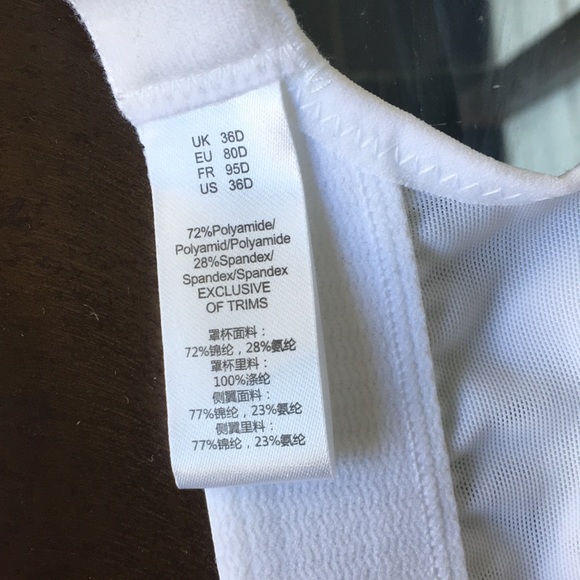 UK 36D
EU 80D
FR 95D
US 36D
72%Polyamide/
Polyamid/Polyamide
28%Spandex/
Spandex/Spandex
EXCLUSIVE
OF TRIMS
罩杯面料：
72%锦纶，28%氨纶
罩杯里料：
100%涤纶
侧翼面料：
77%锦纶，23%氨纶
侧翼里料：
77%锦纶，23%氨纶